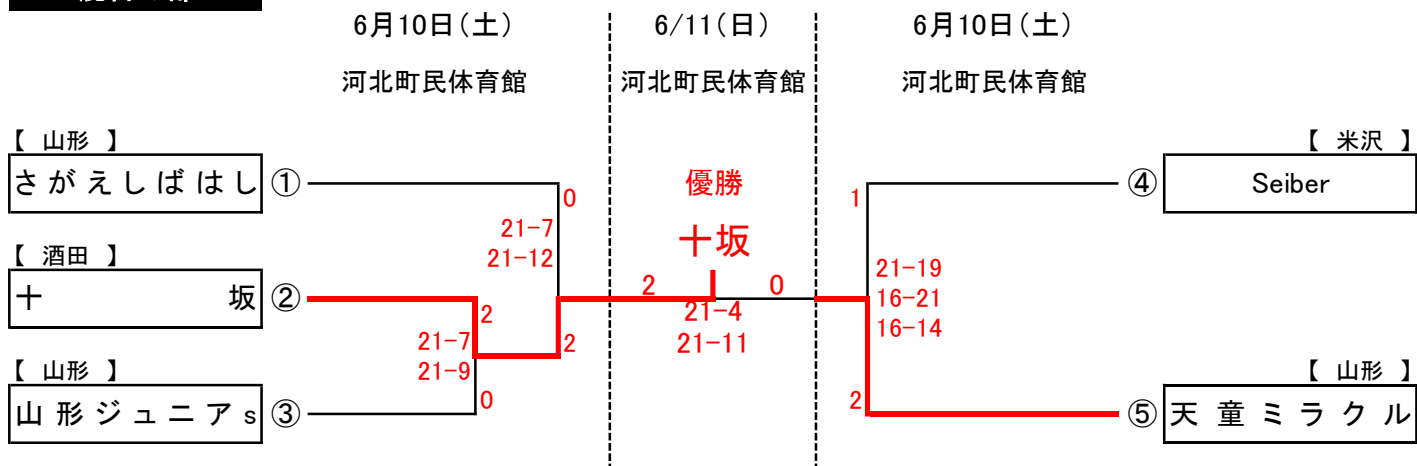 6月10日(土)
6/11(日)
6月10日(土)
河北町民体育館
河北町民体育館
河北町民体育館
【 山形 】
さがえしばはし ①
0
21-7
21-12
【 酒田 】
十坂 ②
2
21-7
21-9
2
【 山形 】
山形ジュニアs ③
0
優勝
十坂
2
0
21-4
21-11
【 米沢 】
④ Seiber
1
21-19
16-21
16-14
2
【 山形 】
⑤ 天童ミラクル